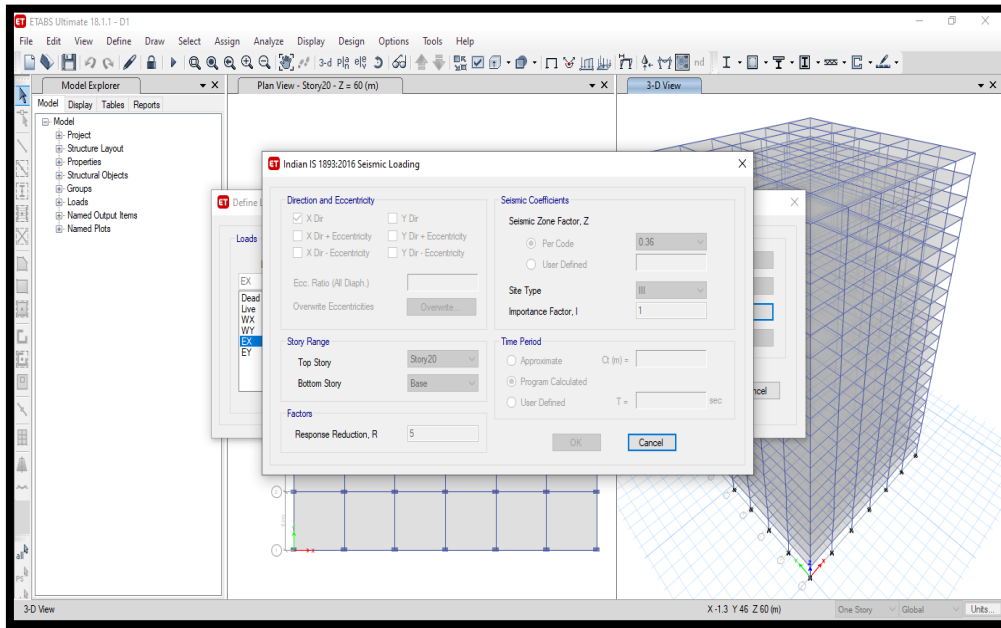 ETABS Ultimate 18.1.1 - D1
File Edit View Define Draw Select Assign Analyze Display Design Options Tools Help
3-d
nd
Model Explorer
Plan View - Story20 - Z = 60 (m)
3-D View
Model Display Tables Reports
Model
Project
Structure Layout
Properties
Structural Objects
Groups
Loads
Named Output Items
Named Plots
Define L
Loads
EX
Dead
Live
WX
WY
EX
EY
ncel
Indian IS 1893:2016 Seismic Loading
Direction and Eccentricity
X Dir Y Dir
X Dir + Eccentricity Y Dir + Eccentricity
X Dir - Eccentricity Y Dir - Eccentricity
Ecc. Ratio (All Diaph.)
Overwrite Eccentricities Overwrite...
Story Range
Top Story Story20
Bottom Story Base
Factors
Response Reduction, R 5
Seismic Coefficients
Seismic Zone Factor, Z
Per Code 0.36
User Defined
Site Type III
Importance Factor, I 1
Time Period
Approximate Ct (m) =
Program Calculated
User Defined T = sec
OK Cancel
all
PS
X
X
3-D View
X -1.3 Y 46 Z 60 (m)
One Story Global Units...